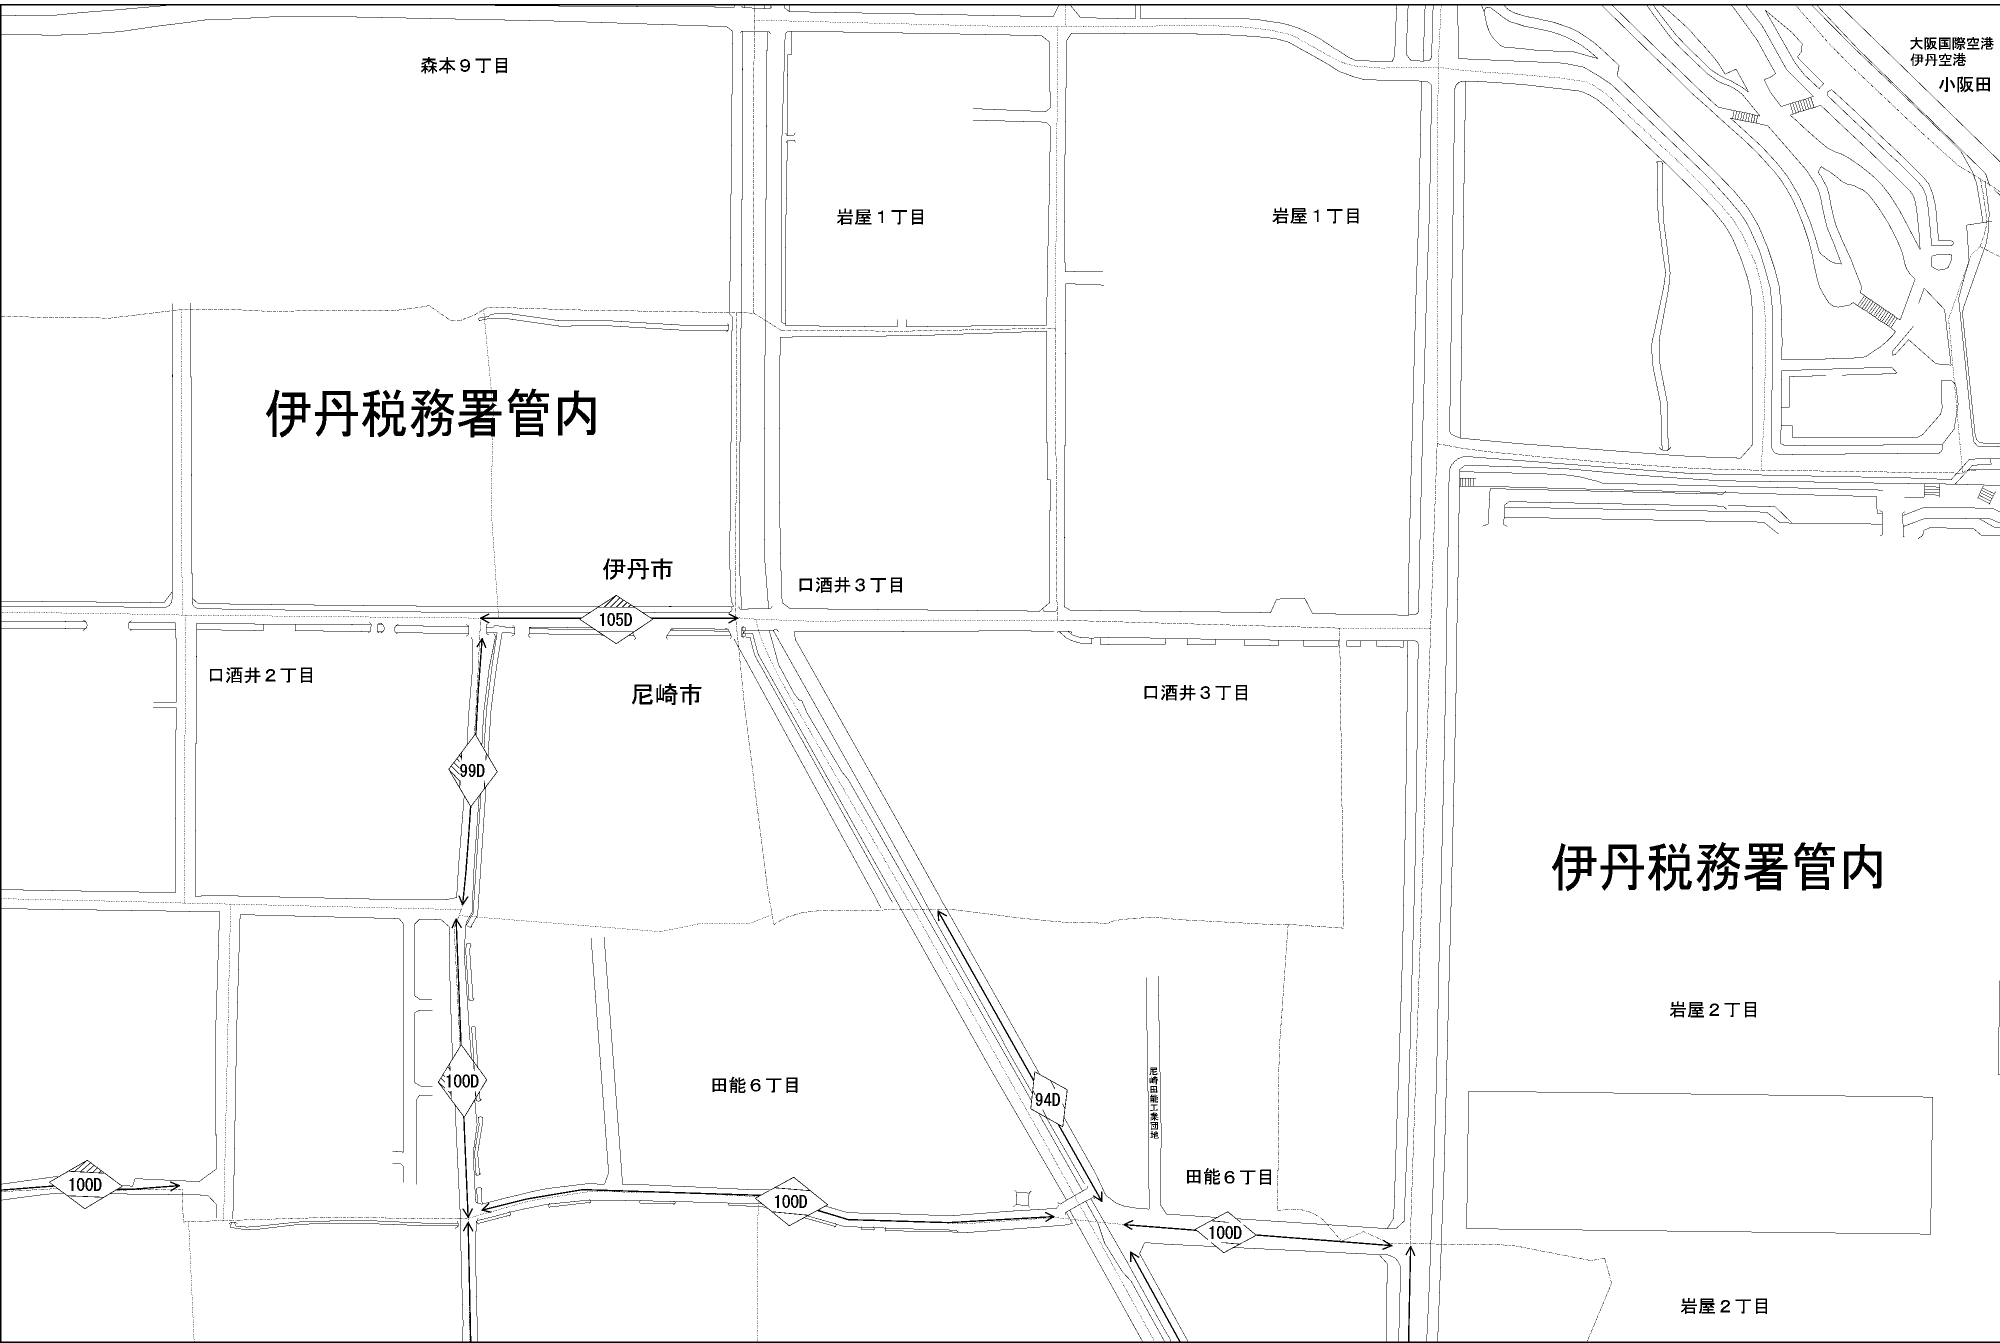 森本９丁目
大阪国際空港
伊丹空港
小阪田
岩屋１丁目
岩屋１丁目
伊丹税務署管内
伊丹市
口酒井３丁目
105D
口酒井２丁目
尼崎市
口酒井３丁目
99D
伊丹税務署管内
岩屋２丁目
100D
田能６丁目
94D
尼崎田能工業団地
田能６丁目
100D
100D
100D
岩屋２丁目